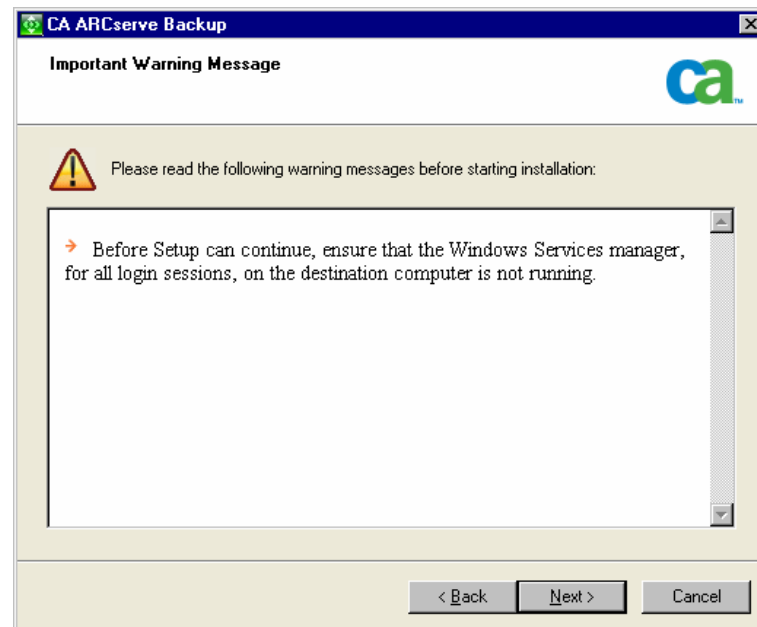 CA ARCserve Backup
Important Warning Message
ca
TM
Please read the following warning messages before starting installation:
Before Setup can continue, ensure that the Windows Services manager,
for all login sessions, on the destination computer is not running.
< Back
Next >
Cancel